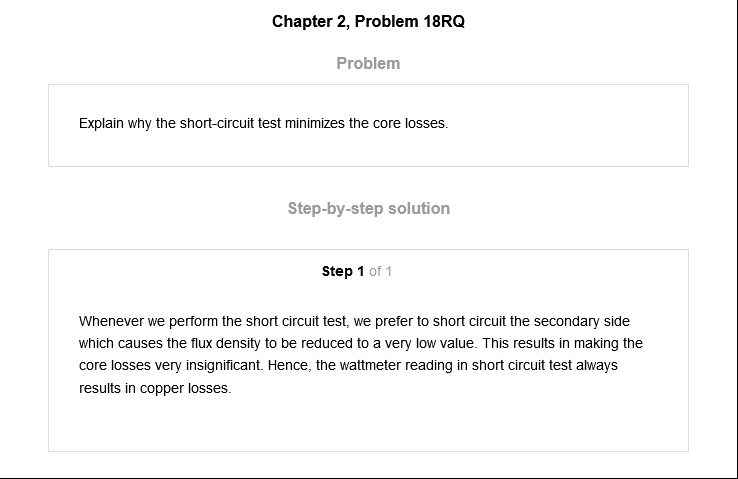 Chapter 2, Problem 18RQ
Problem
Explain why the short-circuit test minimizes the core losses.
Step-by-step solution
Step 1 of 1
Whenever we perform the short circuit test, we prefer to short circuit the secondary side
which causes the flux density to be reduced to a very low value. This results in making the
core losses very insignificant. Hence, the wattmeter reading in short circuit test always
results in copper losses.